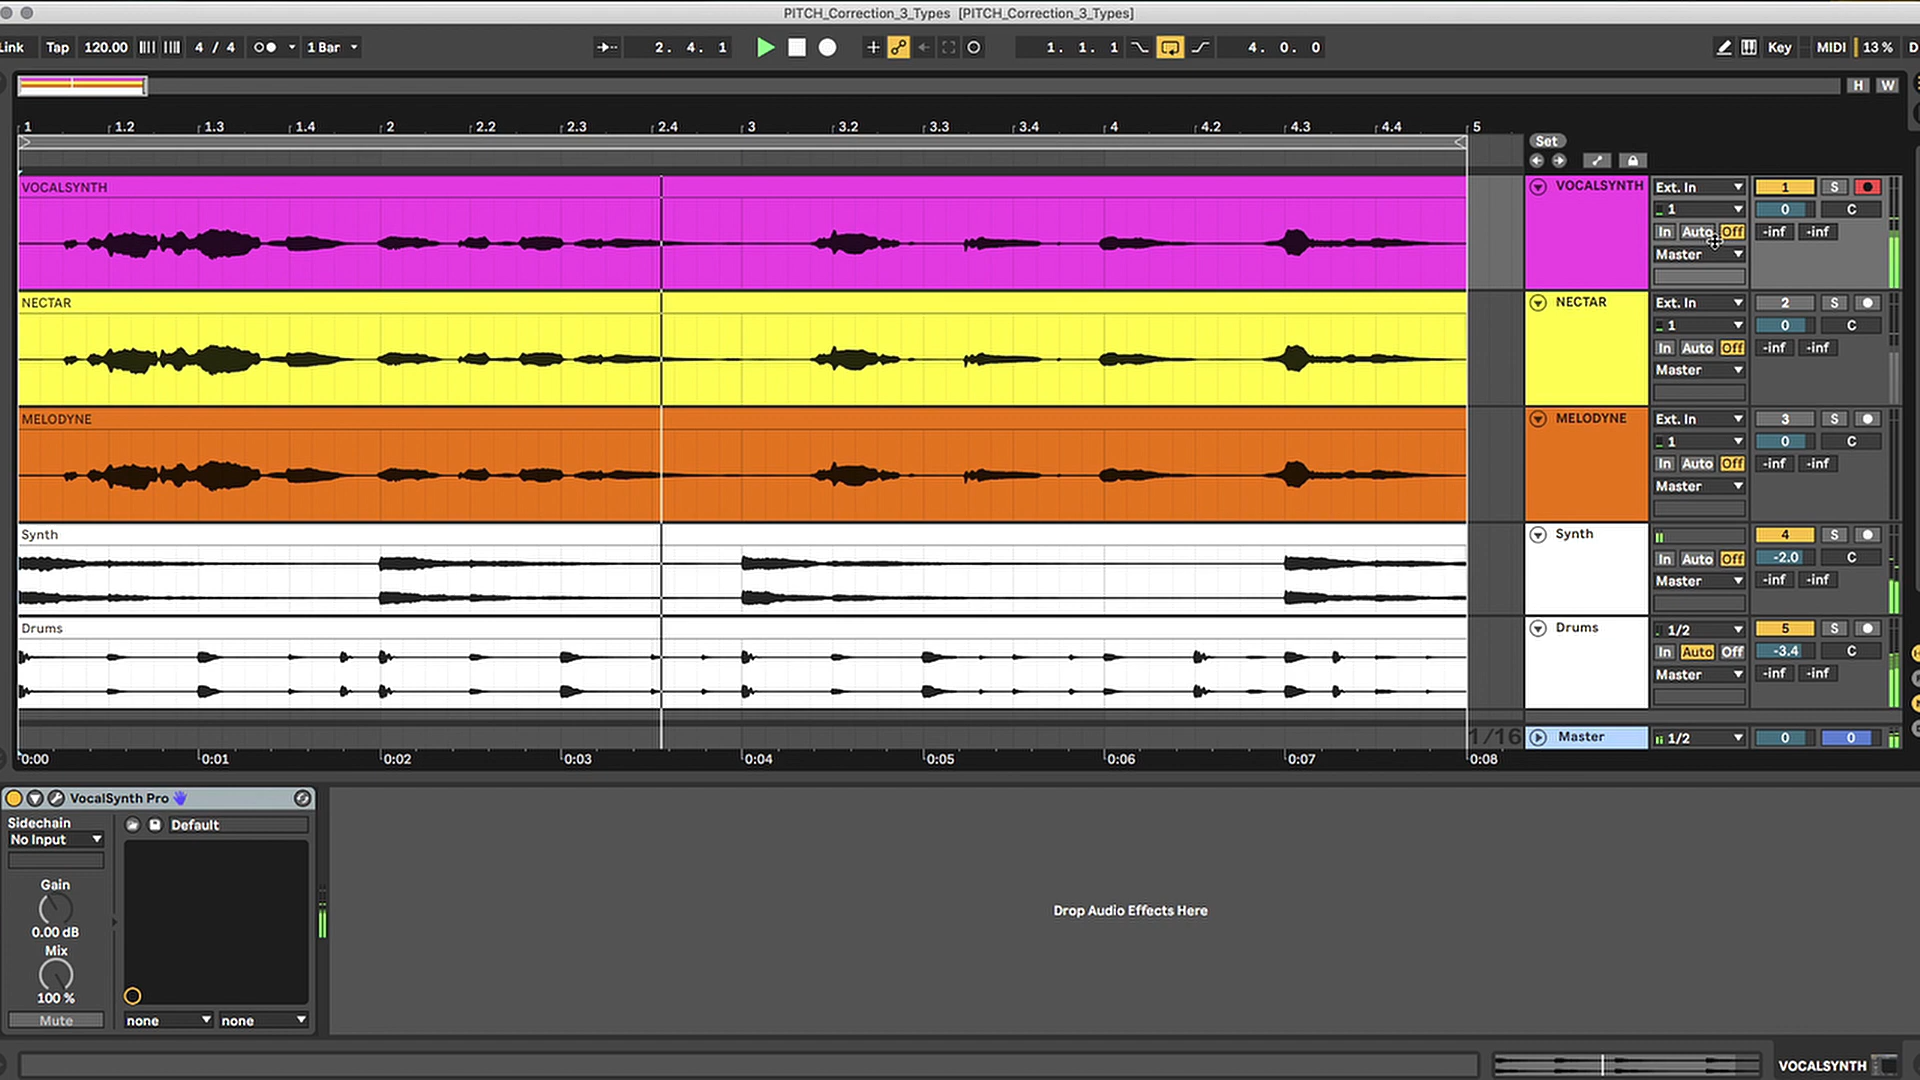 PITCH_Correction_3_Types [PITCH_Correction_3_Types]
Link Tap 120.00 4 / 4 1 Bar 2. 4. 1 1. 1. 1 4. 0. 0 Key MIDI 13 % D
H W
1 1.2 1.3 1.4 2 2.2 2.3 2.4 3 3.2 3.3 3.4 4 4.2 4.3 4.4 5
Set
VOCALSYNTH VOCALSYNTH Ext. In 1 S
1 0 C
In Auto Off -inf -inf
Master
NECTAR NECTAR Ext. In 2 S
1 0 C
In Auto Off -inf -inf
Master
MELODYNE MELODYNE Ext. In 3 S
1 0 C
In Auto Off -inf -inf
Master
Synth Synth 4 S
In Auto Off -2.0 C
Master -inf -inf
Drums Drums 1/2 5 S
In Auto Off -3.4 C
Master -inf -inf
1/16 Master 1/2 0 0
0:00 0:01 0:02 0:03 0:04 0:05 0:06 0:07 0:08
VocalSynth Pro
Sidechain
No Input
Default
Gain
0.00 dB
Mix
100 %
Mute none none
Drop Audio Effects Here
VOCALSYNTH